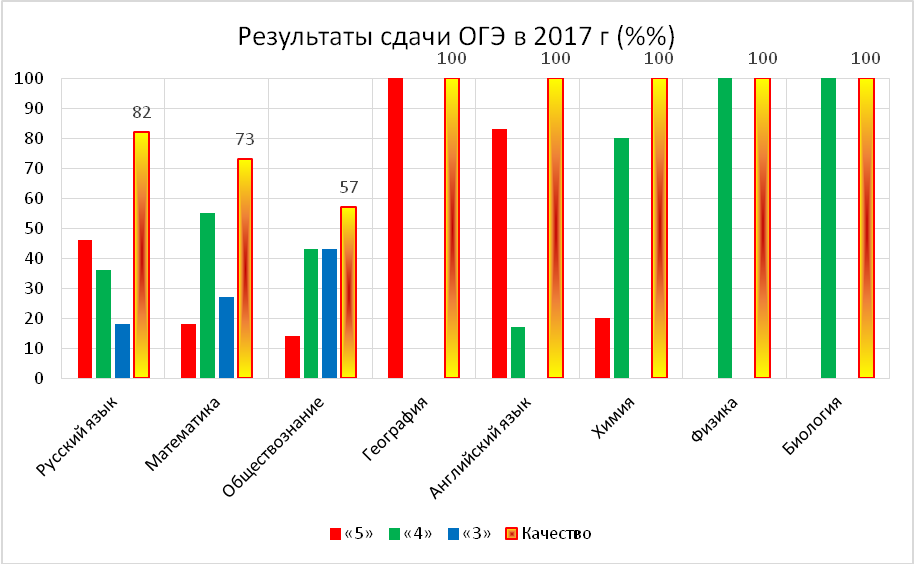 Результаты сдачи ОГЭ в 2017 г (%%)
100 100 100 100 100
100
90
80
70
60
50
40
30
20
10
0
82
73
57
Русский язык
Математика
Обществознание
География
Английский язык
Химия
Физика
Биология
«5» «4» «3» Качество